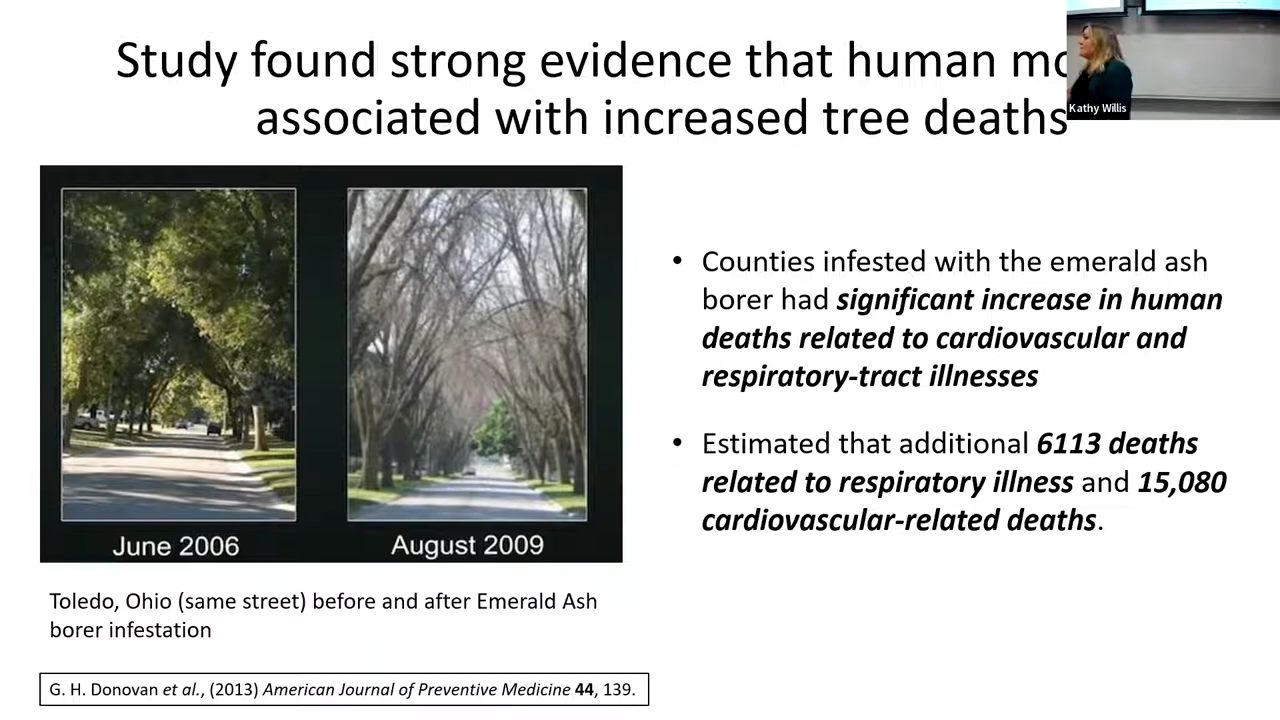 Study found strong evidence that human
associated with increased tree deaths
Kathy Willis
• Counties infested with the emerald ash
borer had significant increase in human
deaths related to cardiovascular and
respiratory-tract illnesses
• Estimated that additional 6113 deaths
related to respiratory illness and 15,080
cardiovascular-related deaths.
June 2006
August 2009
Toledo, Ohio (same street) before and after Emerald Ash
borer infestation
G. H. Donovan et al., (2013) American Journal of Preventive Medicine 44, 139.